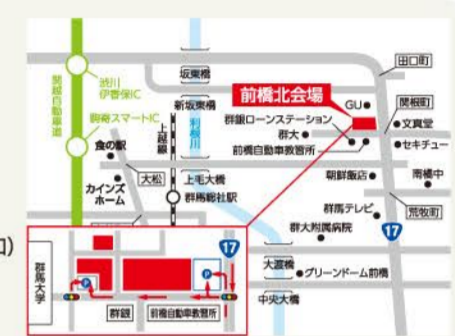 田口町
坂東橋
渋川
伊香保IC
関越自動車道
新坂東橋
前橋北会場
GU
関根町
駒寄スマートIC
上越線
利根川
群銀ローンステーション
文真堂
群大
セキチュー
食の駅
前橋自動車教習所
大松
上毛大橋
朝鮮飯店
南橘中
カインズ
ホーム
群馬総社駅
荒牧町
群馬テレビ
群大附属病院
17
口)
17
P
P
大渡橋
グリーンドーム前橋
群馬大学
群銀
前橋自動車教習所
中央大橋